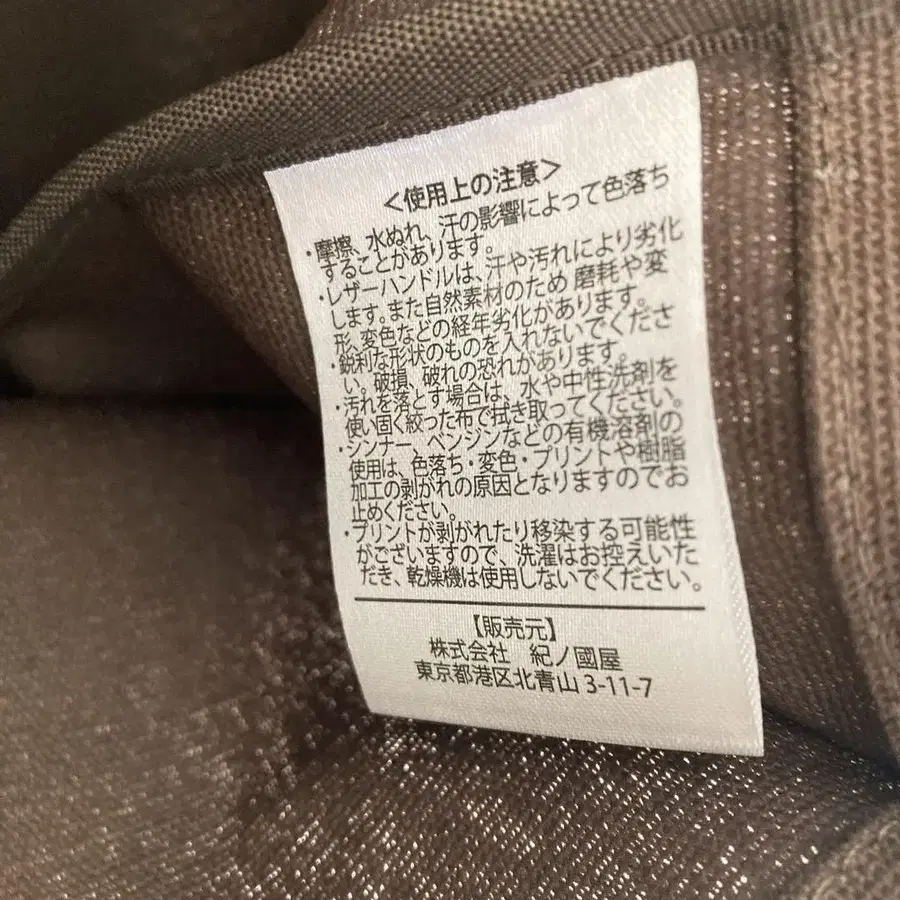 ＜使用上の注意＞
・摩擦、水ぬれ、汗の影響によって色落ち
することがあります。
・レザーハンドルは、汗や汚れにより劣化
します。また自然素材のため 磨耗や変
形、変色などの経年劣化があります。
・鋭利な形状のものを入れないでくださ
い。破損、破れの恐れがあります。
・汚れを落とす場合は、水や中性洗剤を
使い固く絞った布で拭き取ってください。
・シンナー、ベンジンなどの有機溶剤の
使用は、色落ち・変色・プリントや樹脂
加工の剥がれの原因となりますのでお
止めください。
・プリントが剥がれたり移染する可能性
がございますので、洗濯はお控えいた
だき、乾燥機は使用しないでください。
【販売元】
株式会社 紀ノ國屋
東京都港区北青山 3-11-7